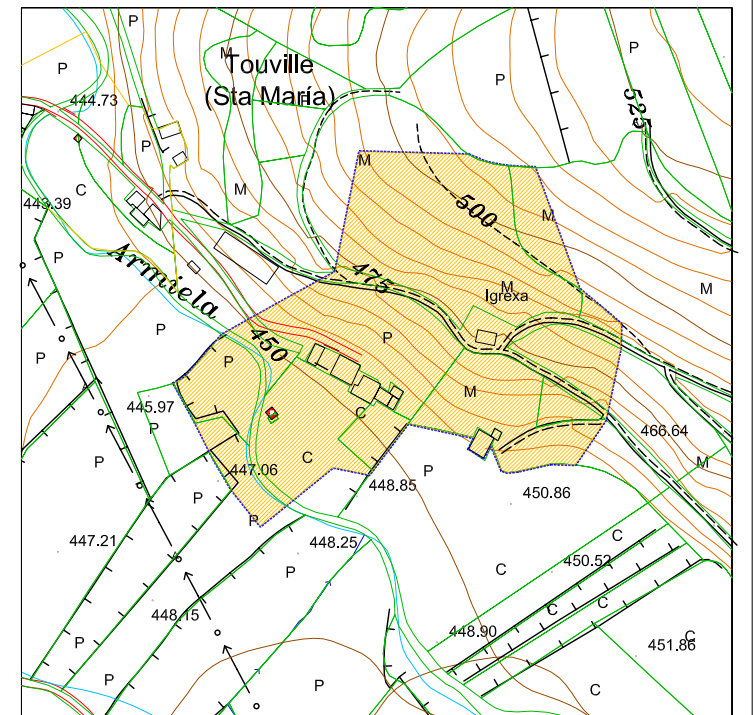 P
P
P
M
Touville
P
P
(Sta María)
444.73
525
P
M
M
C
M
443.39
500
M
P
Armiela
475
M
Igrexa
P
450
P
P
P
M
445.97
C
P
466.64
P
C
M
447.06
P
448.85
P
450.86
P
447.21
448.25
C
450.52
C
P
C
C
448.15
448.90
C
451.86
P
P
P
C